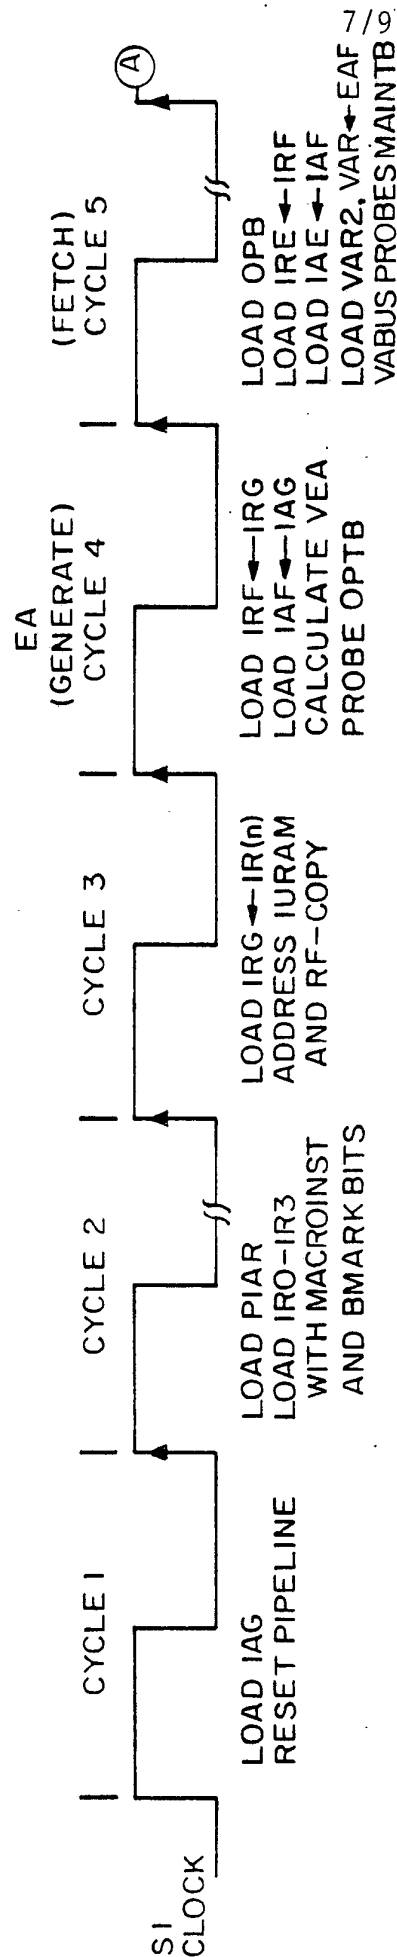 7/9
SI
CLOCK
CYCLE 1
LOAD IAG
RESET PIPELINE
CYCLE 2
LOAD PIAR
LOAD IRO-IR3
WITH MACROINST
AND BMARK BITS
CYCLE 3
LOAD IRG←IR(n)
ADDRESS IURAM
AND RF-COPY
EA
(GENERATE)
CYCLE 4
LOAD IRF←IRG
LOAD IAF←IAG
CALCULATE VEA
PROBE OPTB
(FETCH)
CYCLE 5
LOAD OPB
LOAD IRE←IRF
LOAD IAE←IAF
LOAD VAR2, VAR←EAF
VABUS PROBES MAINTB
A